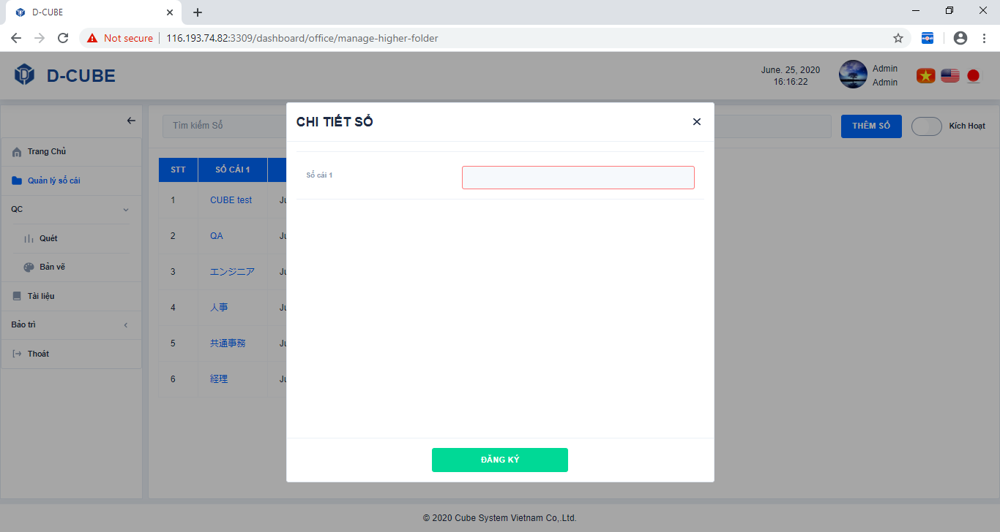 D-CUBE
Not secure
116.193.74.82:3309/dashboard/office/manage-higher-folder
D-CUBE
June. 25, 2020
16:16:22
Admin
Admin
Trang Chủ
Quản lý sổ cái
QC
Quét
Bản vẽ
Tài liệu
Bảo trì
Thoát
Tìm kiếm Sổ
THÊM SỔ
Kích Hoạt
STT
SỔ CÁI 1
1
CUBE test
Ju
2
QA
Ju
3
エンジニア
Ju
4
人事
Ju
5
共通事務
Ju
6
経理
Ju
CHI TIẾT SỔ
Sổ cái 1
ĐĂNG KÝ
© 2020 Cube System Vietnam Co,.Ltd.